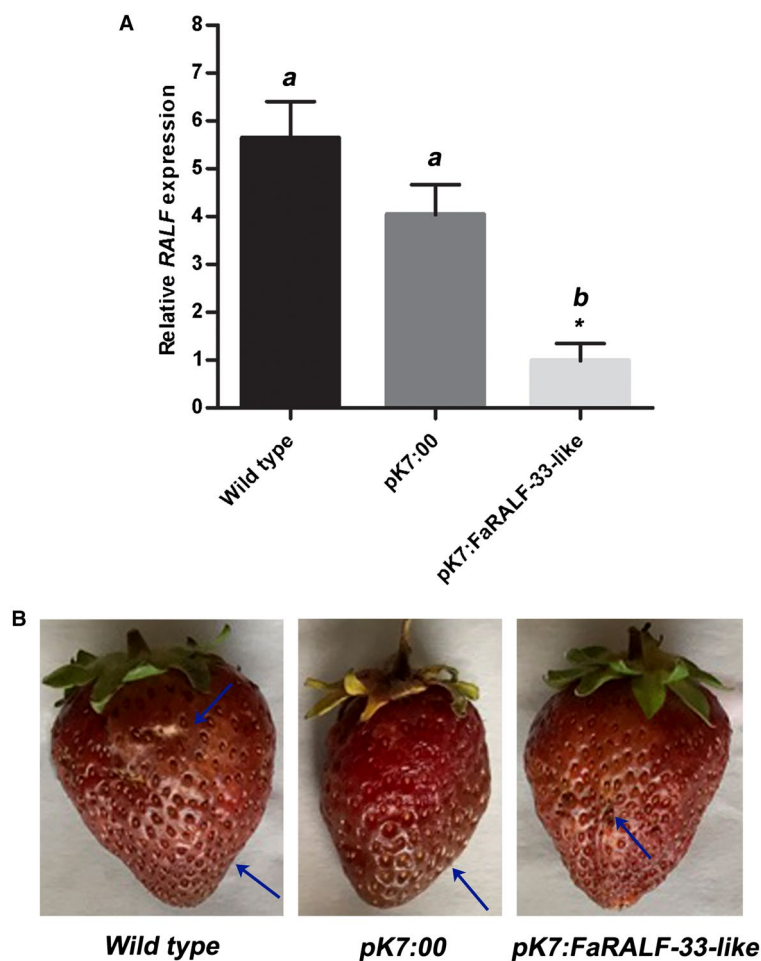 A
Relative RALF expression
8
7
6
5
4
3
2
1
0
a
a
b
*
Wild type
pK7:00
pK7:FaRALF-33-like
B
Wild type
pK7:00
pK7:FaRALF-33-like